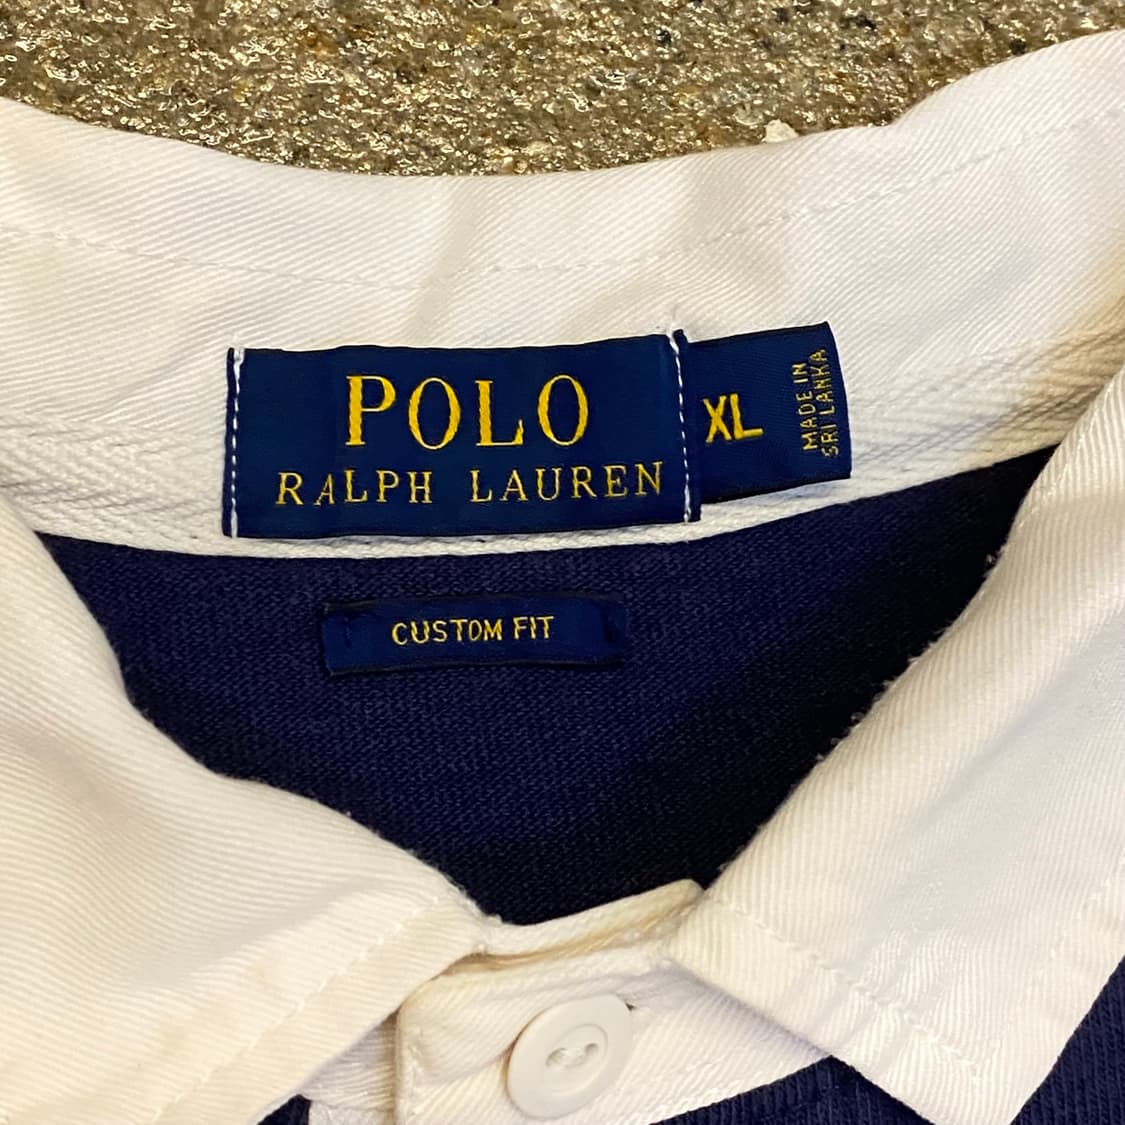 POLO
RALPH LAUREN
XL
MADE IN
SRI LANKA
CUSTOM FIT